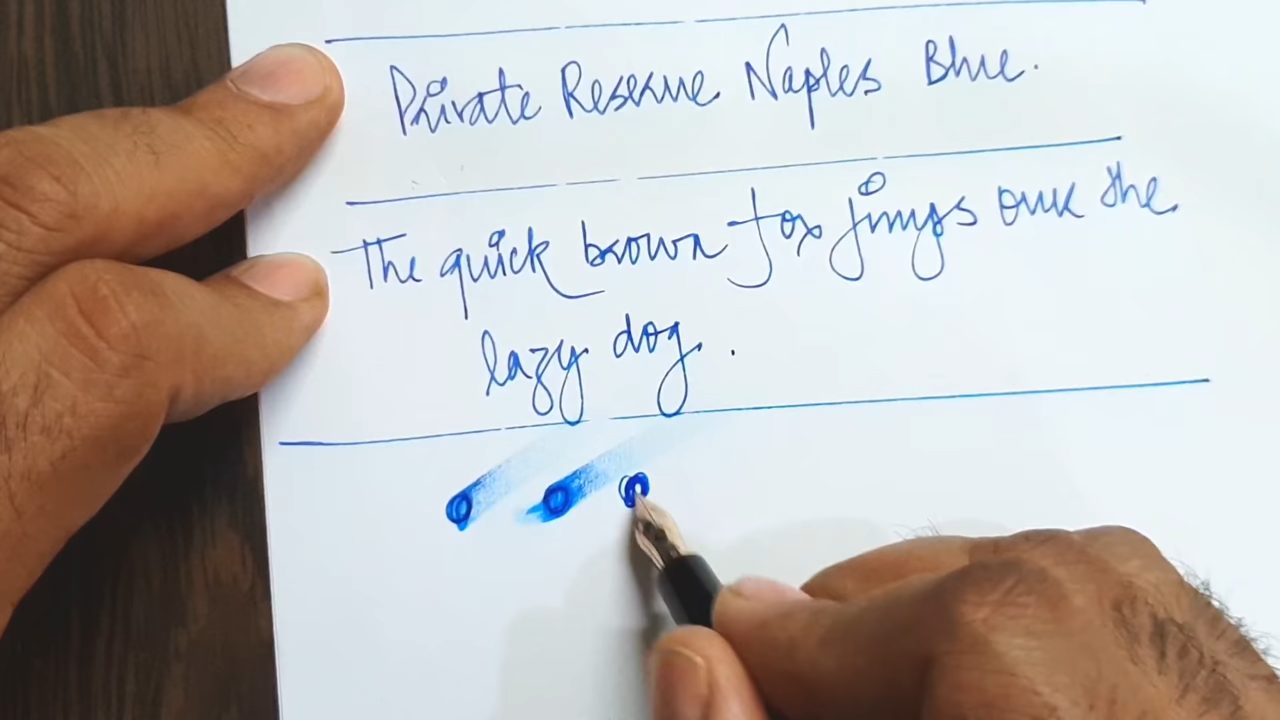 Private Reserve Naples Blue.
The quick brown fox jumps over the
lazy dog.